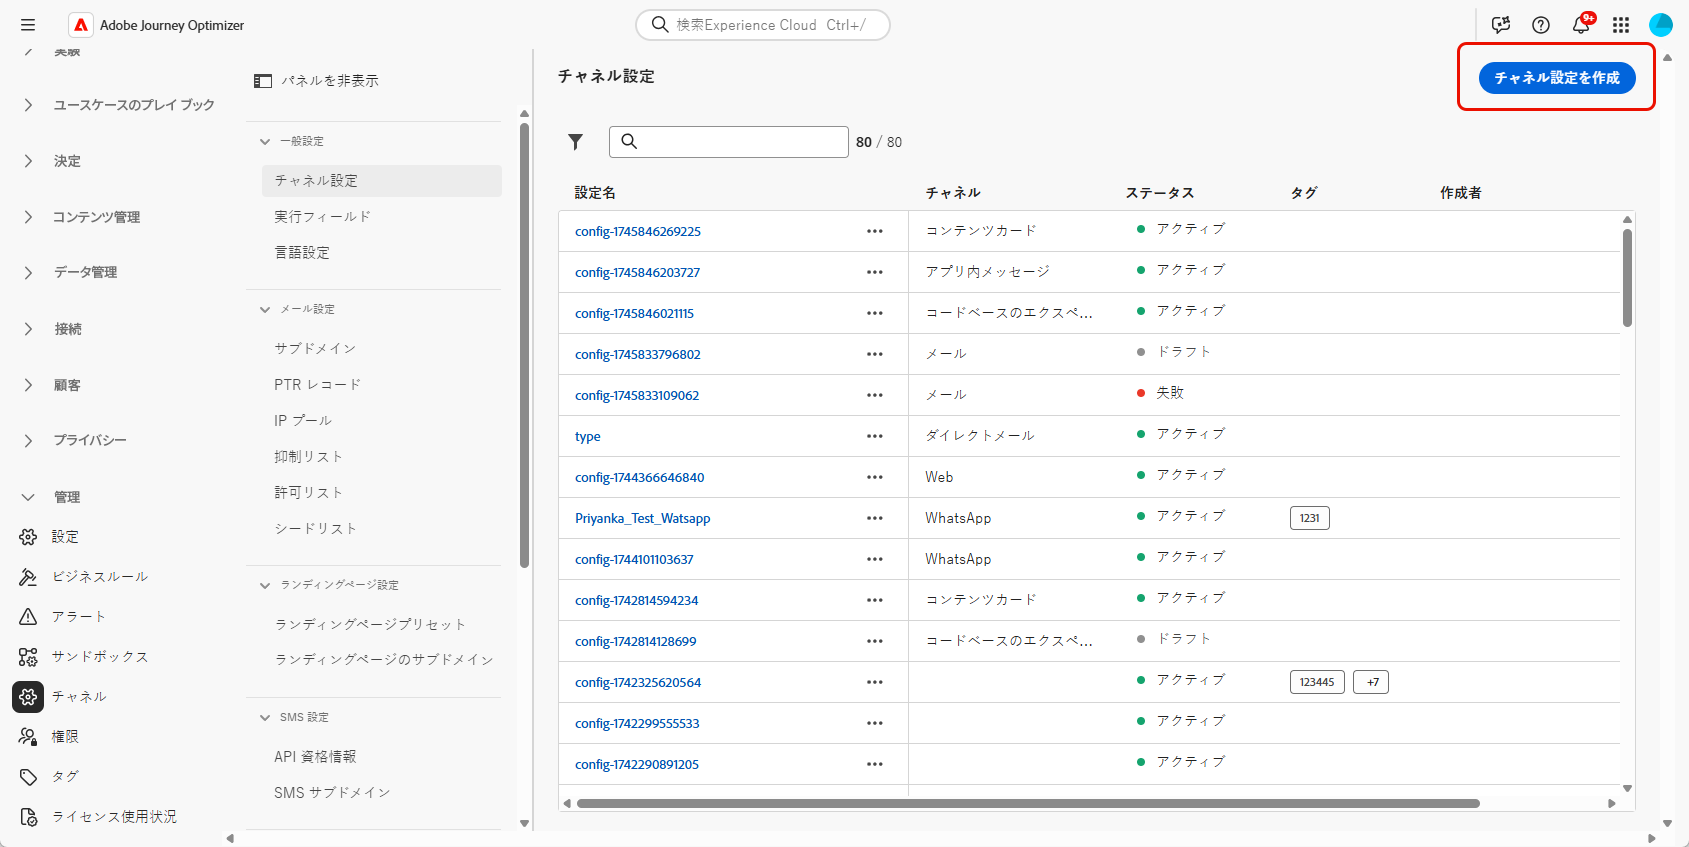 Adobe Journey Optimizer
検索Experience Cloud Ctrl+/
9+
実験
ユースケースのプレイ ブック
決定
コンテンツ管理
データ管理
接続
顧客
プライバシー
管理
設定
ビジネスルール
アラート
サンドボックス
チャネル
権限
タグ
ライセンス使用状況
パネルを非表示
一般設定
チャネル設定
実行フィールド
言語設定
メール設定
サブドメイン
PTR レコード
IP プール
抑制リスト
許可リスト
シードリスト
ランディングページ設定
ランディングページプリセット
ランディングページのサブドメイン
SMS 設定
API 資格情報
SMS サブドメイン
チャネル設定
チャネル設定を作成
80 / 80
設定名 チャネル ステータス タグ 作成者
config-1745846269225 ••• コンテンツカード アクティブ
config-1745846203727 ••• アプリ内メッセージ アクティブ
config-1745846021115 ••• コードベースのエクスペ... アクティブ
config-1745833796802 ••• メール ドラフト
config-1745833109062 ••• メール 失敗
type ••• ダイレクトメール アクティブ
config-1744366646840 ••• Web アクティブ
Priyanka_Test_Watsapp ••• WhatsApp アクティブ 1231
config-1744101103637 ••• WhatsApp アクティブ
config-1742814594234 ••• コンテンツカード アクティブ
config-1742814128699 ••• コードベースのエクスペ... ドラフト
config-1742325620564 ••• アクティブ 123445 +7
config-1742299555533 ••• アクティブ
config-1742290891205 ••• アクティブ